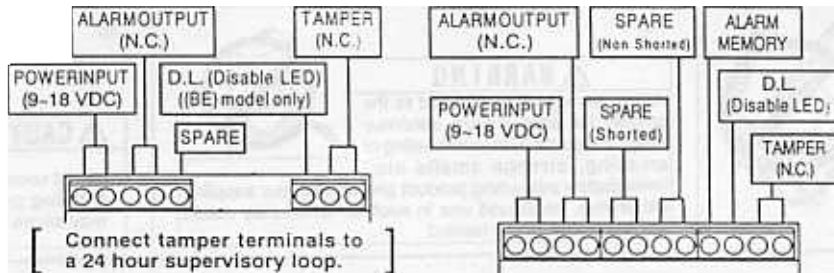 ALARMOUTPUT
(N.C.)
TAMPER
(N.C.)
POWERINPUT
(9~18 VDC)
D.L. (Disable LED)
((BE) model only)
SPARE
[ Connect tamper terminals to
a 24 hour supervisory loop. ]
ALARMOUTPUT
(N.C.)
SPARE
(Non Shorted)
ALARM
MEMORY
POWERINPUT
(9~18 VDC)
SPARE
(Shorted)
D.L.
(Disable LED)
TAMPER
(N.C.)